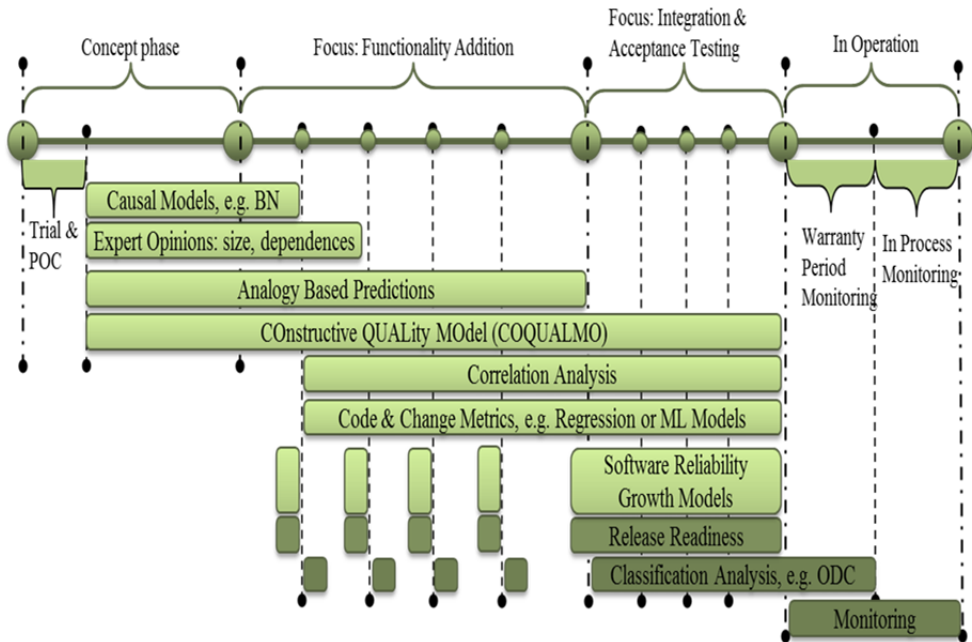 Concept phase
Focus: Functionality Addition
Focus: Integration &
Acceptance Testing
In Operation
Trial &
POC
Causal Models, e.g. BN
Expert Opinions: size, dependences
Analogy Based Predictions
COnstructive QUALity MOdel (COQUALMO)
Warranty
Period
Monitoring
In Process
Monitoring
Correlation Analysis
Code & Change Metrics, e.g. Regression or ML Models
Software Reliability
Growth Models
Release Readiness
Classification Analysis, e.g. ODC
Monitoring